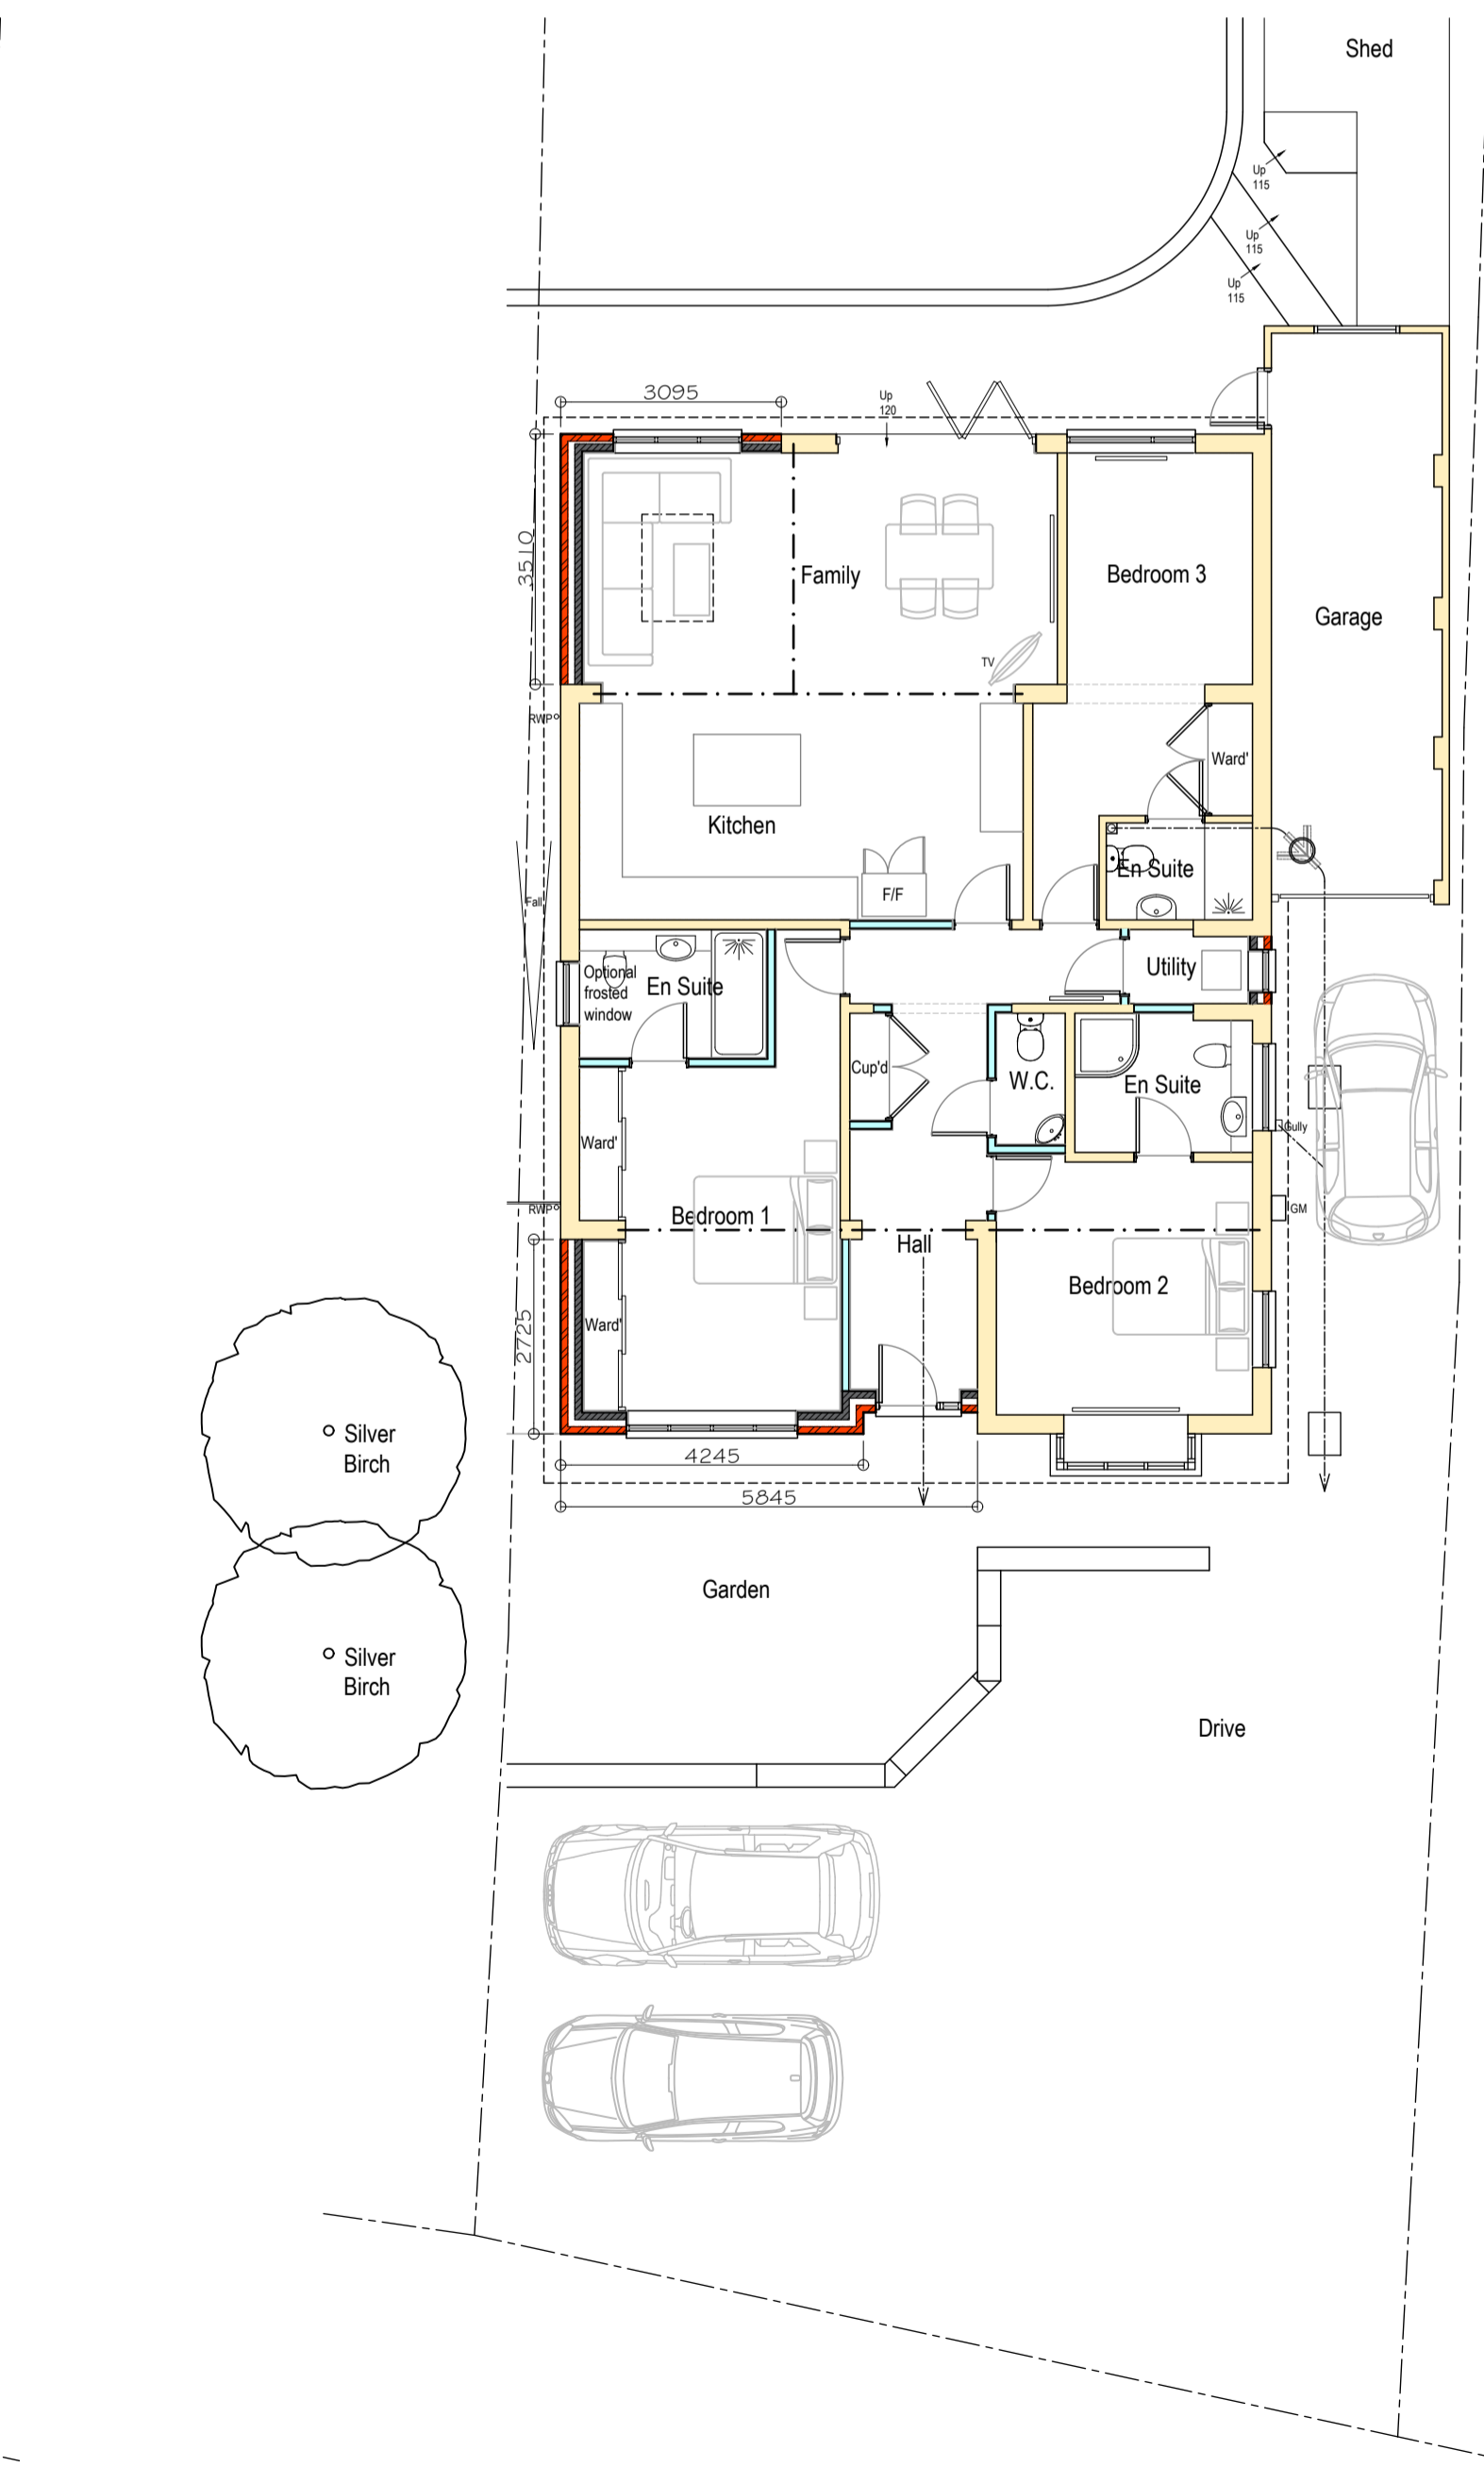 Shed
Up
115
Up
115
Up
115
3095
Up
120
3510
Family
Bedroom 3
Garage
TV
RWP
Ward'
Kitchen
En Suite
F/F
Fall
Optional
frosted
window
En Suite
Utility
Cup'd
W.C.
En Suite
Gully
Ward'
Bedroom 1
RWP
GM
Hall
Bedroom 2
Ward'
2725
Silver
Birch
4245
5845
Garden
Silver
Birch
Drive